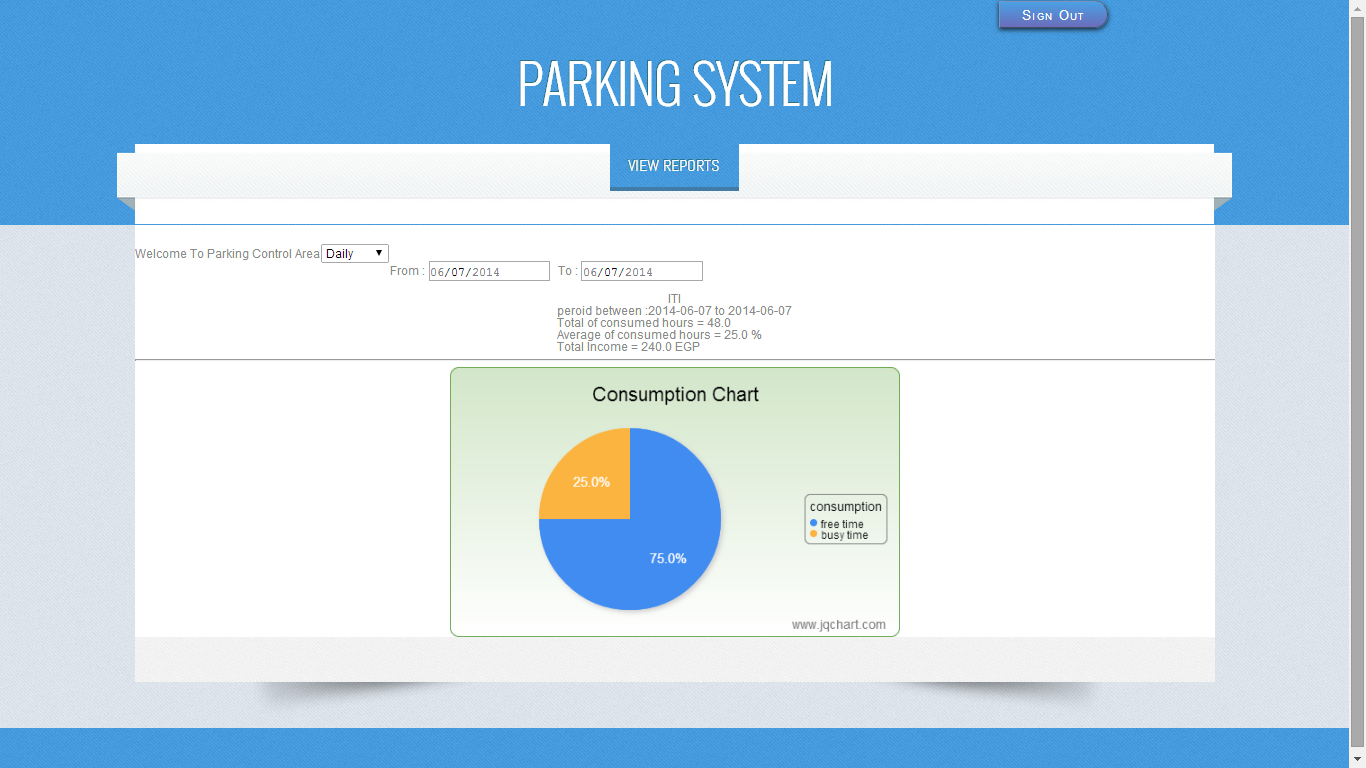 Sign Out
PARKING SYSTEM
VIEW REPORTS
Welcome To Parking Control Area Daily
From : 06/07/2014 To : 06/07/2014
ITI
peroid between :2014-06-07 to 2014-06-07
Total of consumed hours = 48.0
Average of consumed hours = 25.0 %
Total Income = 240.0 EGP
Consumption Chart
25.0%
75.0%
consumption
free time
busy time
www.jqchart.com